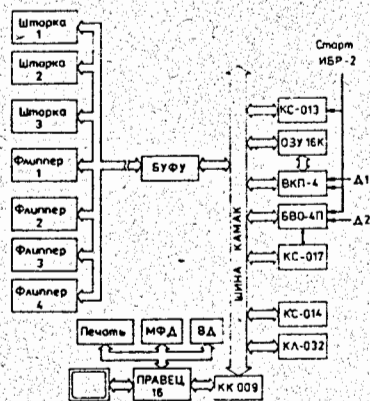 Шторка
1
Шторка
2
Шторка
3
Флиппер
1
Флиппер
2
Флиппер
3
Флиппер
4
БУФУ
ШИНА КАМАК
Старт
ИБР-2
КС-013
ОЗУ 16К
ВКП-4
Д1
БВО-4П
Д2
КС-017
КС-014
КЛ-032
КК 009
Печать
МФД
ВД
ПРАВЕЦ
16